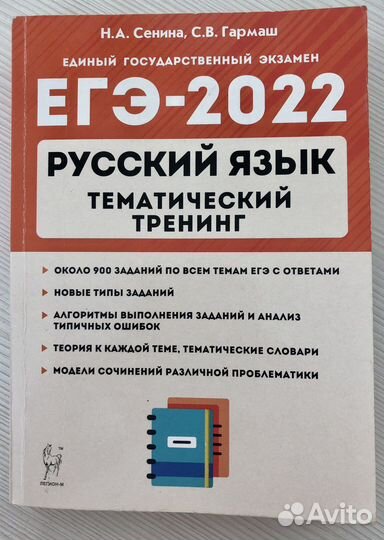 Н.А. Сенина, С.В. Гармаш
ЕДИНЫЙ ГОСУДАРСТВЕННЫЙ ЭКЗАМЕН
ЕГЭ-2022
РУССКИЙ ЯЗЫК
ТЕМАТИЧЕСКИЙ
ТРЕНИНГ
ОКОЛО 900 ЗАДАНИЙ ПО ВСЕМ ТЕМАМ ЕГЭ С ОТВЕТАМИ
НОВЫЕ ТИПЫ ЗАДАНИЙ
АЛГОРИТМЫ ВЫПОЛНЕНИЯ ЗАДАНИЙ И АНАЛИЗ
ТИПИЧНЫХ ОШИБОК
ТЕОРИЯ К КАЖДОЙ ТЕМЕ, ТЕМАТИЧЕСКИЕ СЛОВАРИ
МОДЕЛИ СОЧИНЕНИЙ РАЗЛИЧНОЙ ПРОБЛЕМАТИКИ
TM
ЛЕГИОН-М
Avito